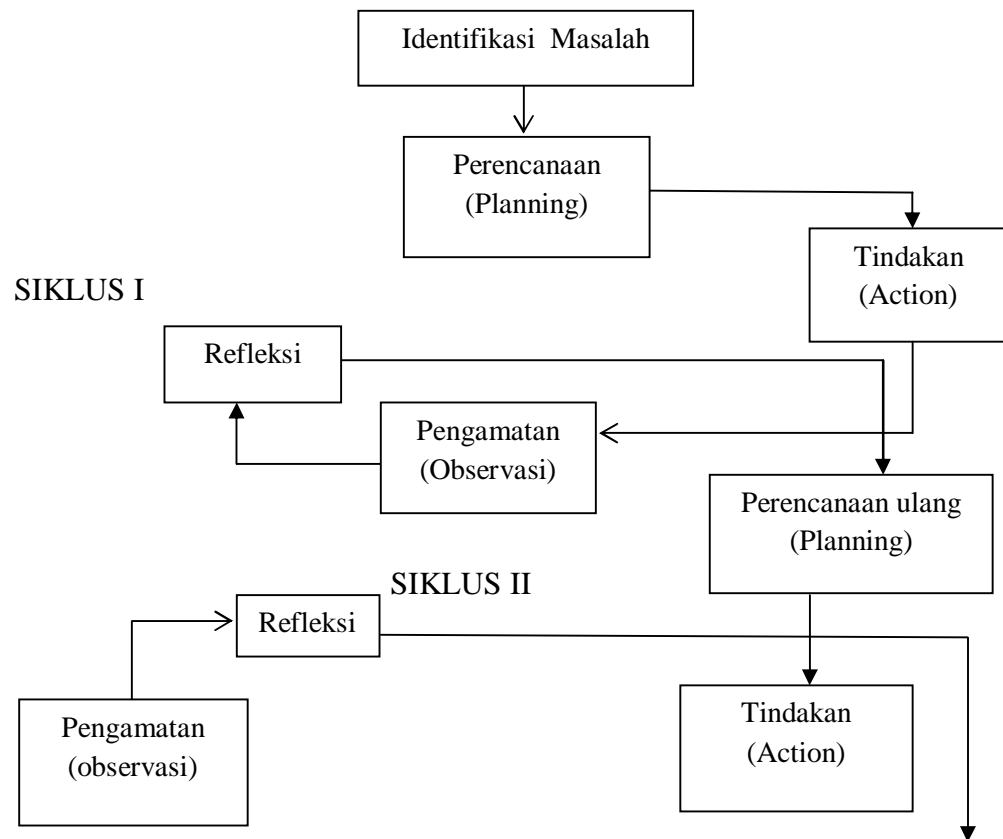 Identifikasi  Masalah
Perencanaan
(Planning)
Tindakan
(Action)
SIKLUS I
Refleksi
Pengamatan
(Observasi)
Perencanaan ulang
(Planning)
SIKLUS II
Refleksi
Pengamatan
(observasi)
Tindakan
(Action)